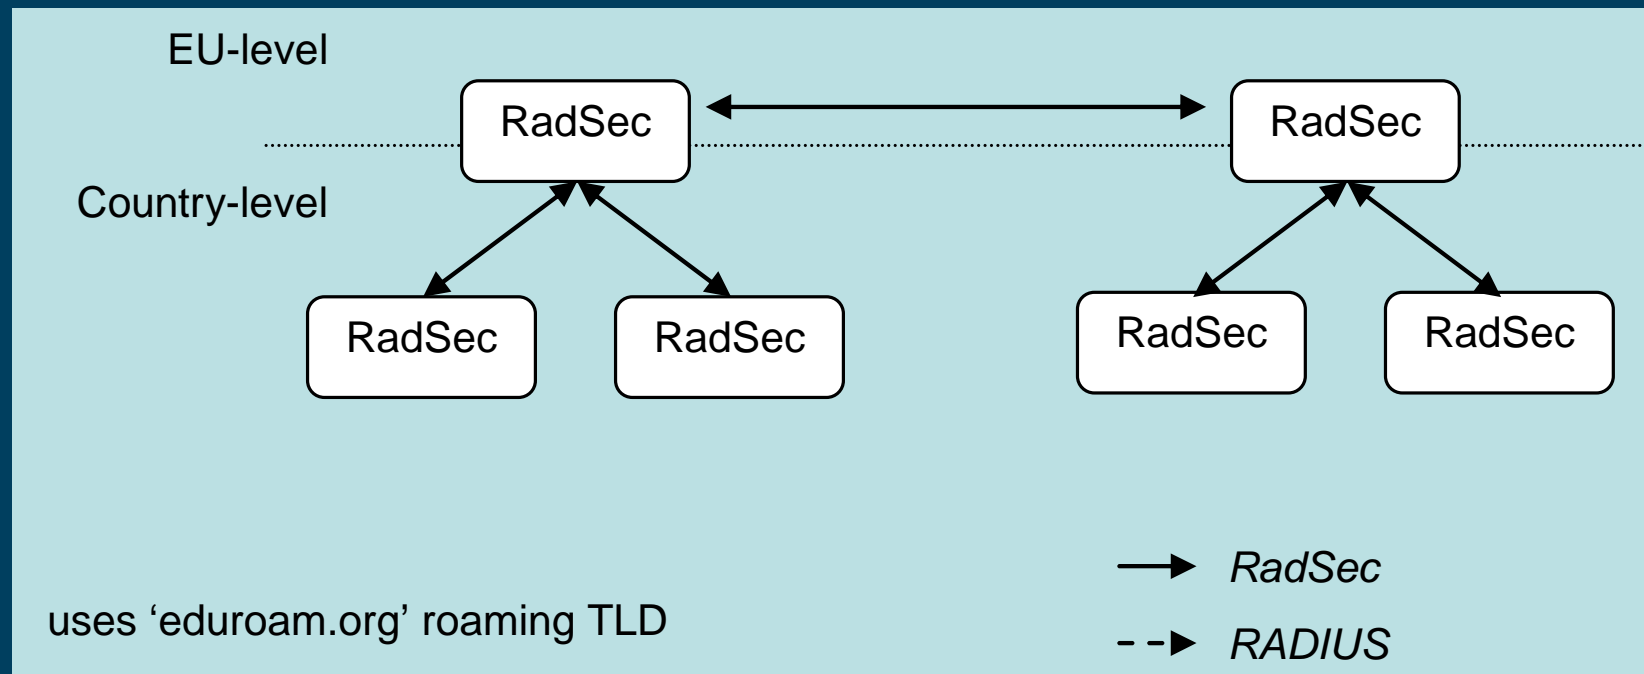 EU-level
RadSec
RadSec
Country-level
RadSec
RadSec
RadSec
RadSec
RadSec
uses ‘eduroam.org’ roaming TLD
RADIUS